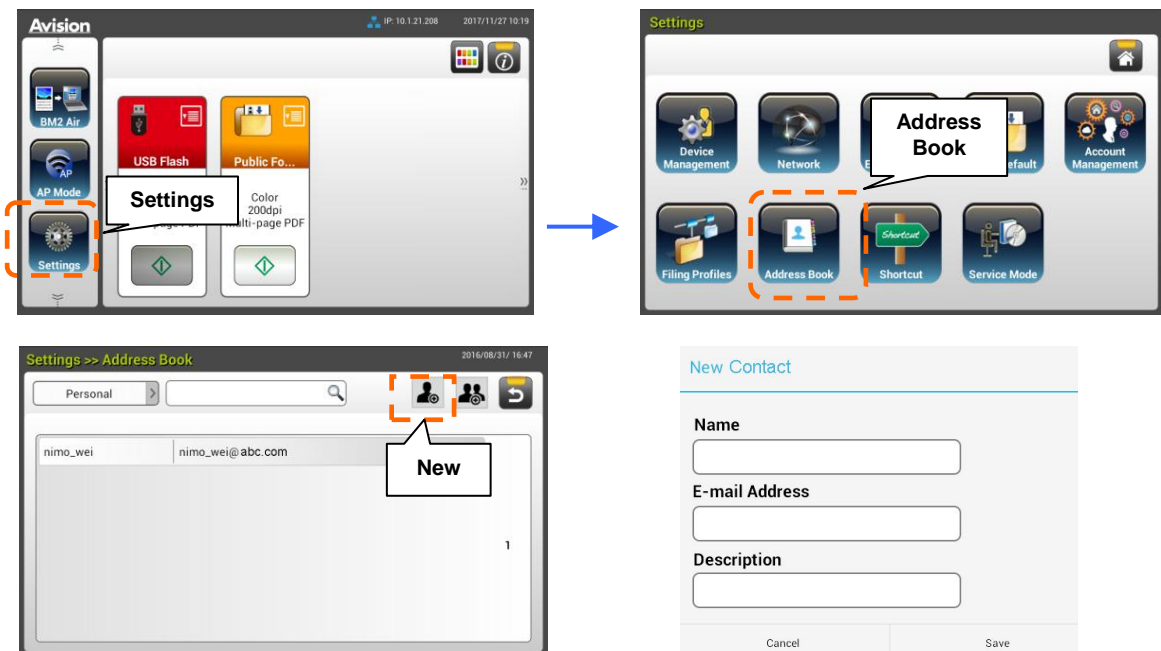 Avision
IP: 10.1.21.208 2017/11/27 10:19
BM2 Air
AP
AP Mode
Settings
USB Flash
Public Fo...
Color
200dpi
Multi-page PDF
PDF
Settings
Settings
Device
Management
Network
Default
Account
Management
Address
Book
Filing Profiles
Address Book
Shortcut
Shortcut
Service Mode
Settings >> Address Book
2016/08/31/ 16:47
Personal
nimo_wei nimo_wei@abc.com
New
1
New Contact
Name
E-mail Address
Description
Cancel Save